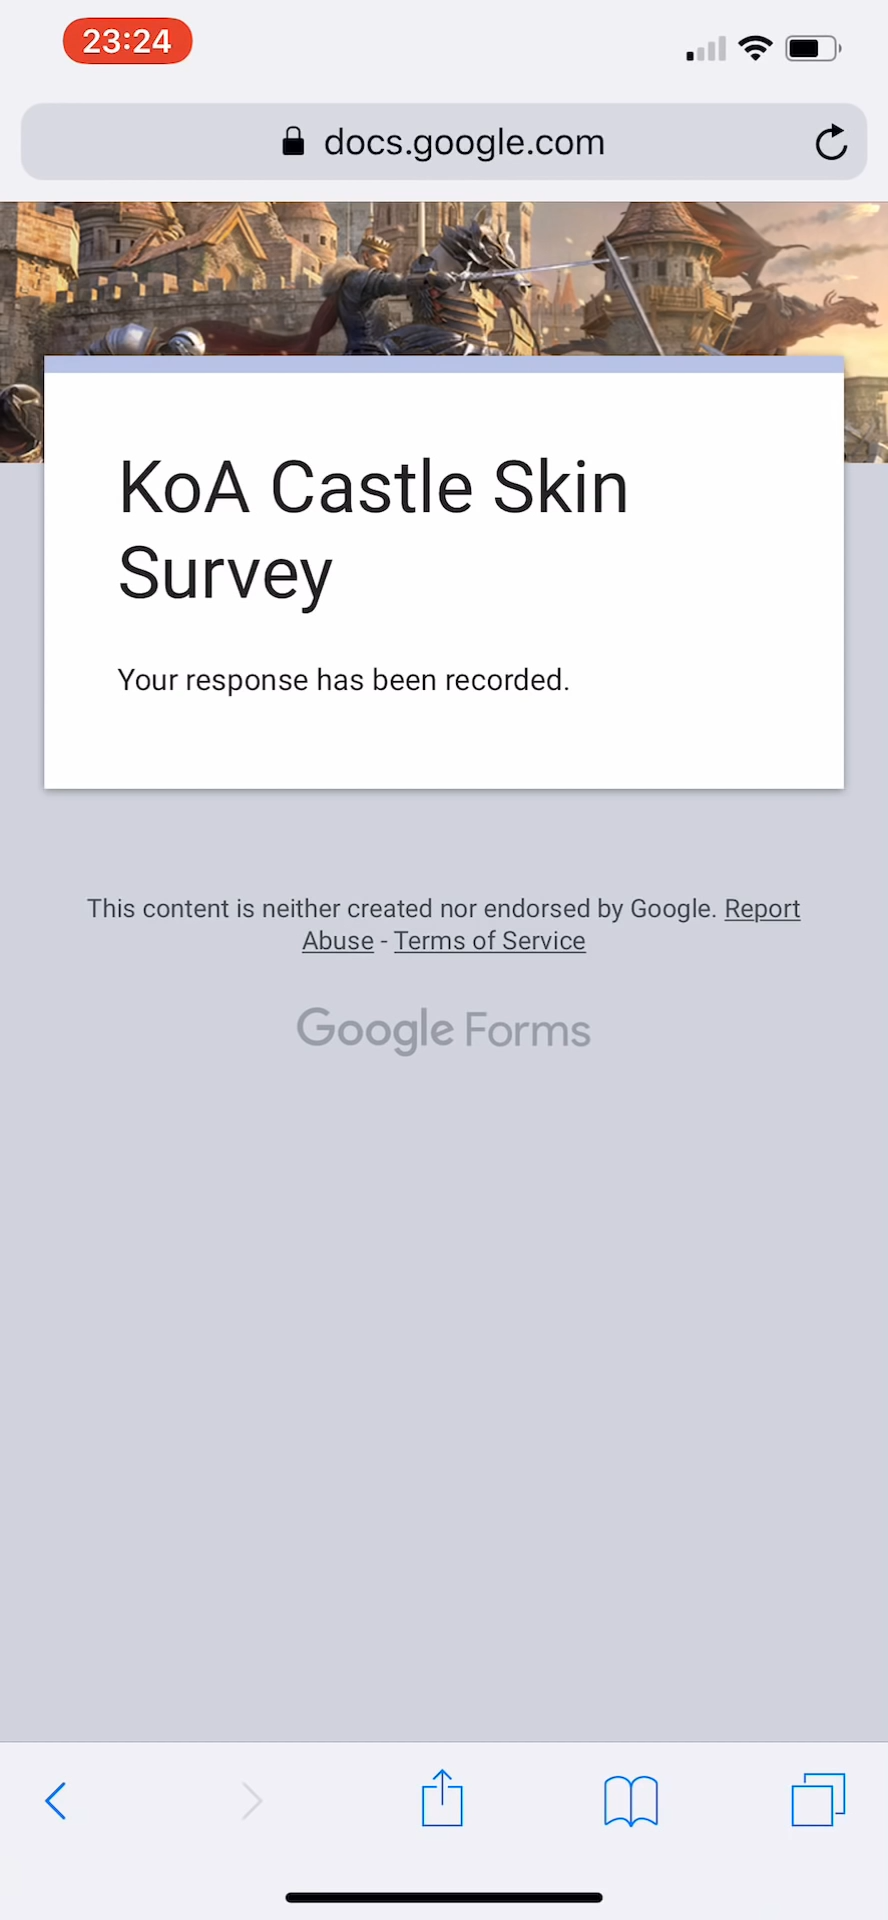 23:24
docs.google.com
KoA Castle Skin
Survey
Your response has been recorded.
This content is neither created nor endorsed by Google. Report
Abuse - Terms of Service
Google Forms